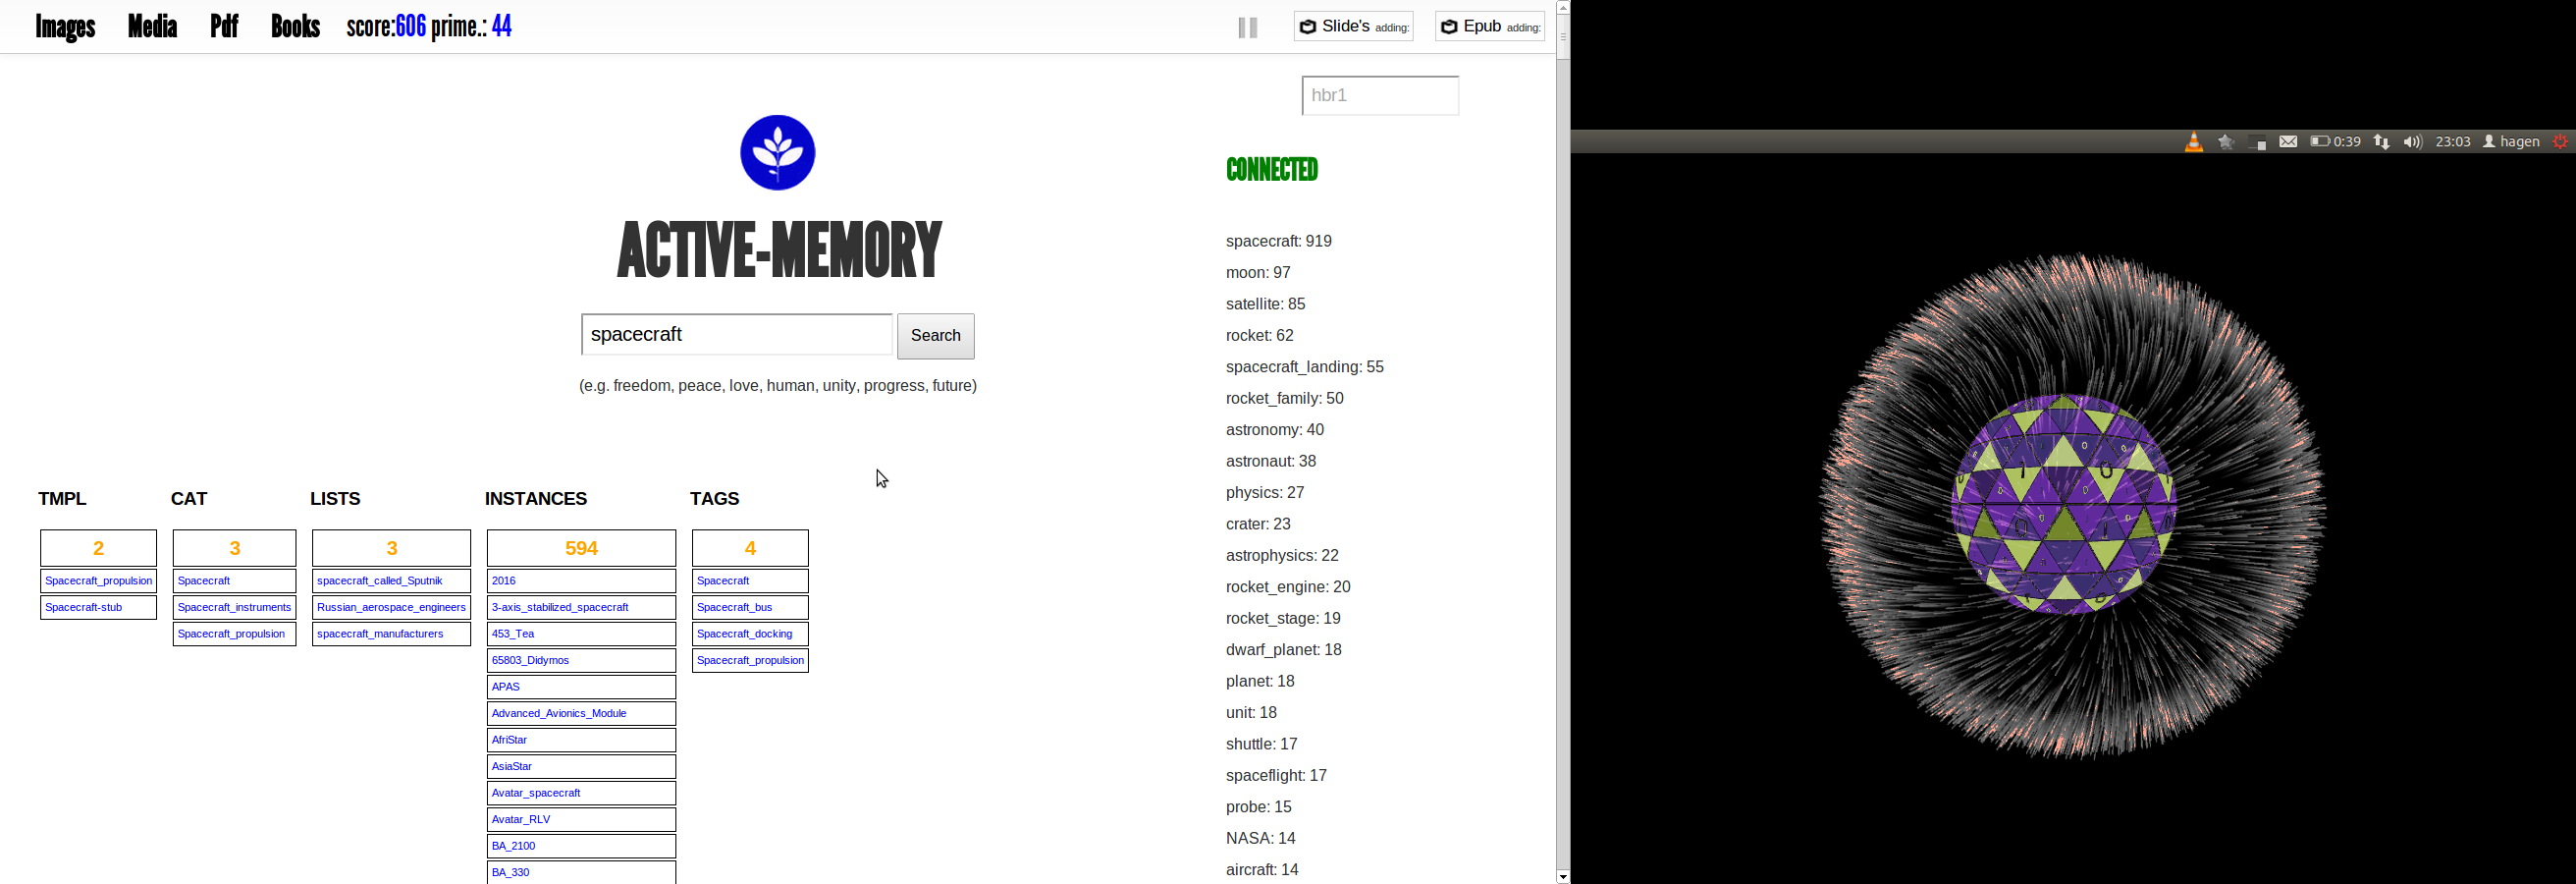 Images Media Pdf Books score:606 prime.: 44
Slide's adding: Epub adding:
hbr1
ACTIVE-MEMORY
spacecraft Search
(e.g. freedom, peace, love, human, unity, progress, future)
TMPL CAT LISTS INSTANCES TAGS
2 3 3 594 4
Spacecraft_propulsion Spacecraft spacecraft_called_Sputnik 2016 Spacecraft
Spacecraft-stub Spacecraft_instruments Russian_aerospace_engineers 3-axis_stabilized_spacecraft Spacecraft_bus
Spacecraft_propulsion spacecraft_manufacturers 453_Tea Spacecraft_docking
65803_Didymos Spacecraft_propulsion
APAS
Advanced_Avionics_Module
AfriStar
AsiaStar
Avatar_spacecraft
Avatar_RLV
BA_2100
BA_330
CONNECTED
spacecraft: 919
moon: 97
satellite: 85
rocket: 62
spacecraft_landing: 55
rocket_family: 50
astronomy: 40
astronaut: 38
physics: 27
crater: 23
astrophysics: 22
rocket_engine: 20
rocket_stage: 19
dwarf_planet: 18
planet: 18
unit: 18
shuttle: 17
spaceflight: 17
probe: 15
NASA: 14
aircraft: 14
0:39 23:03 hagen